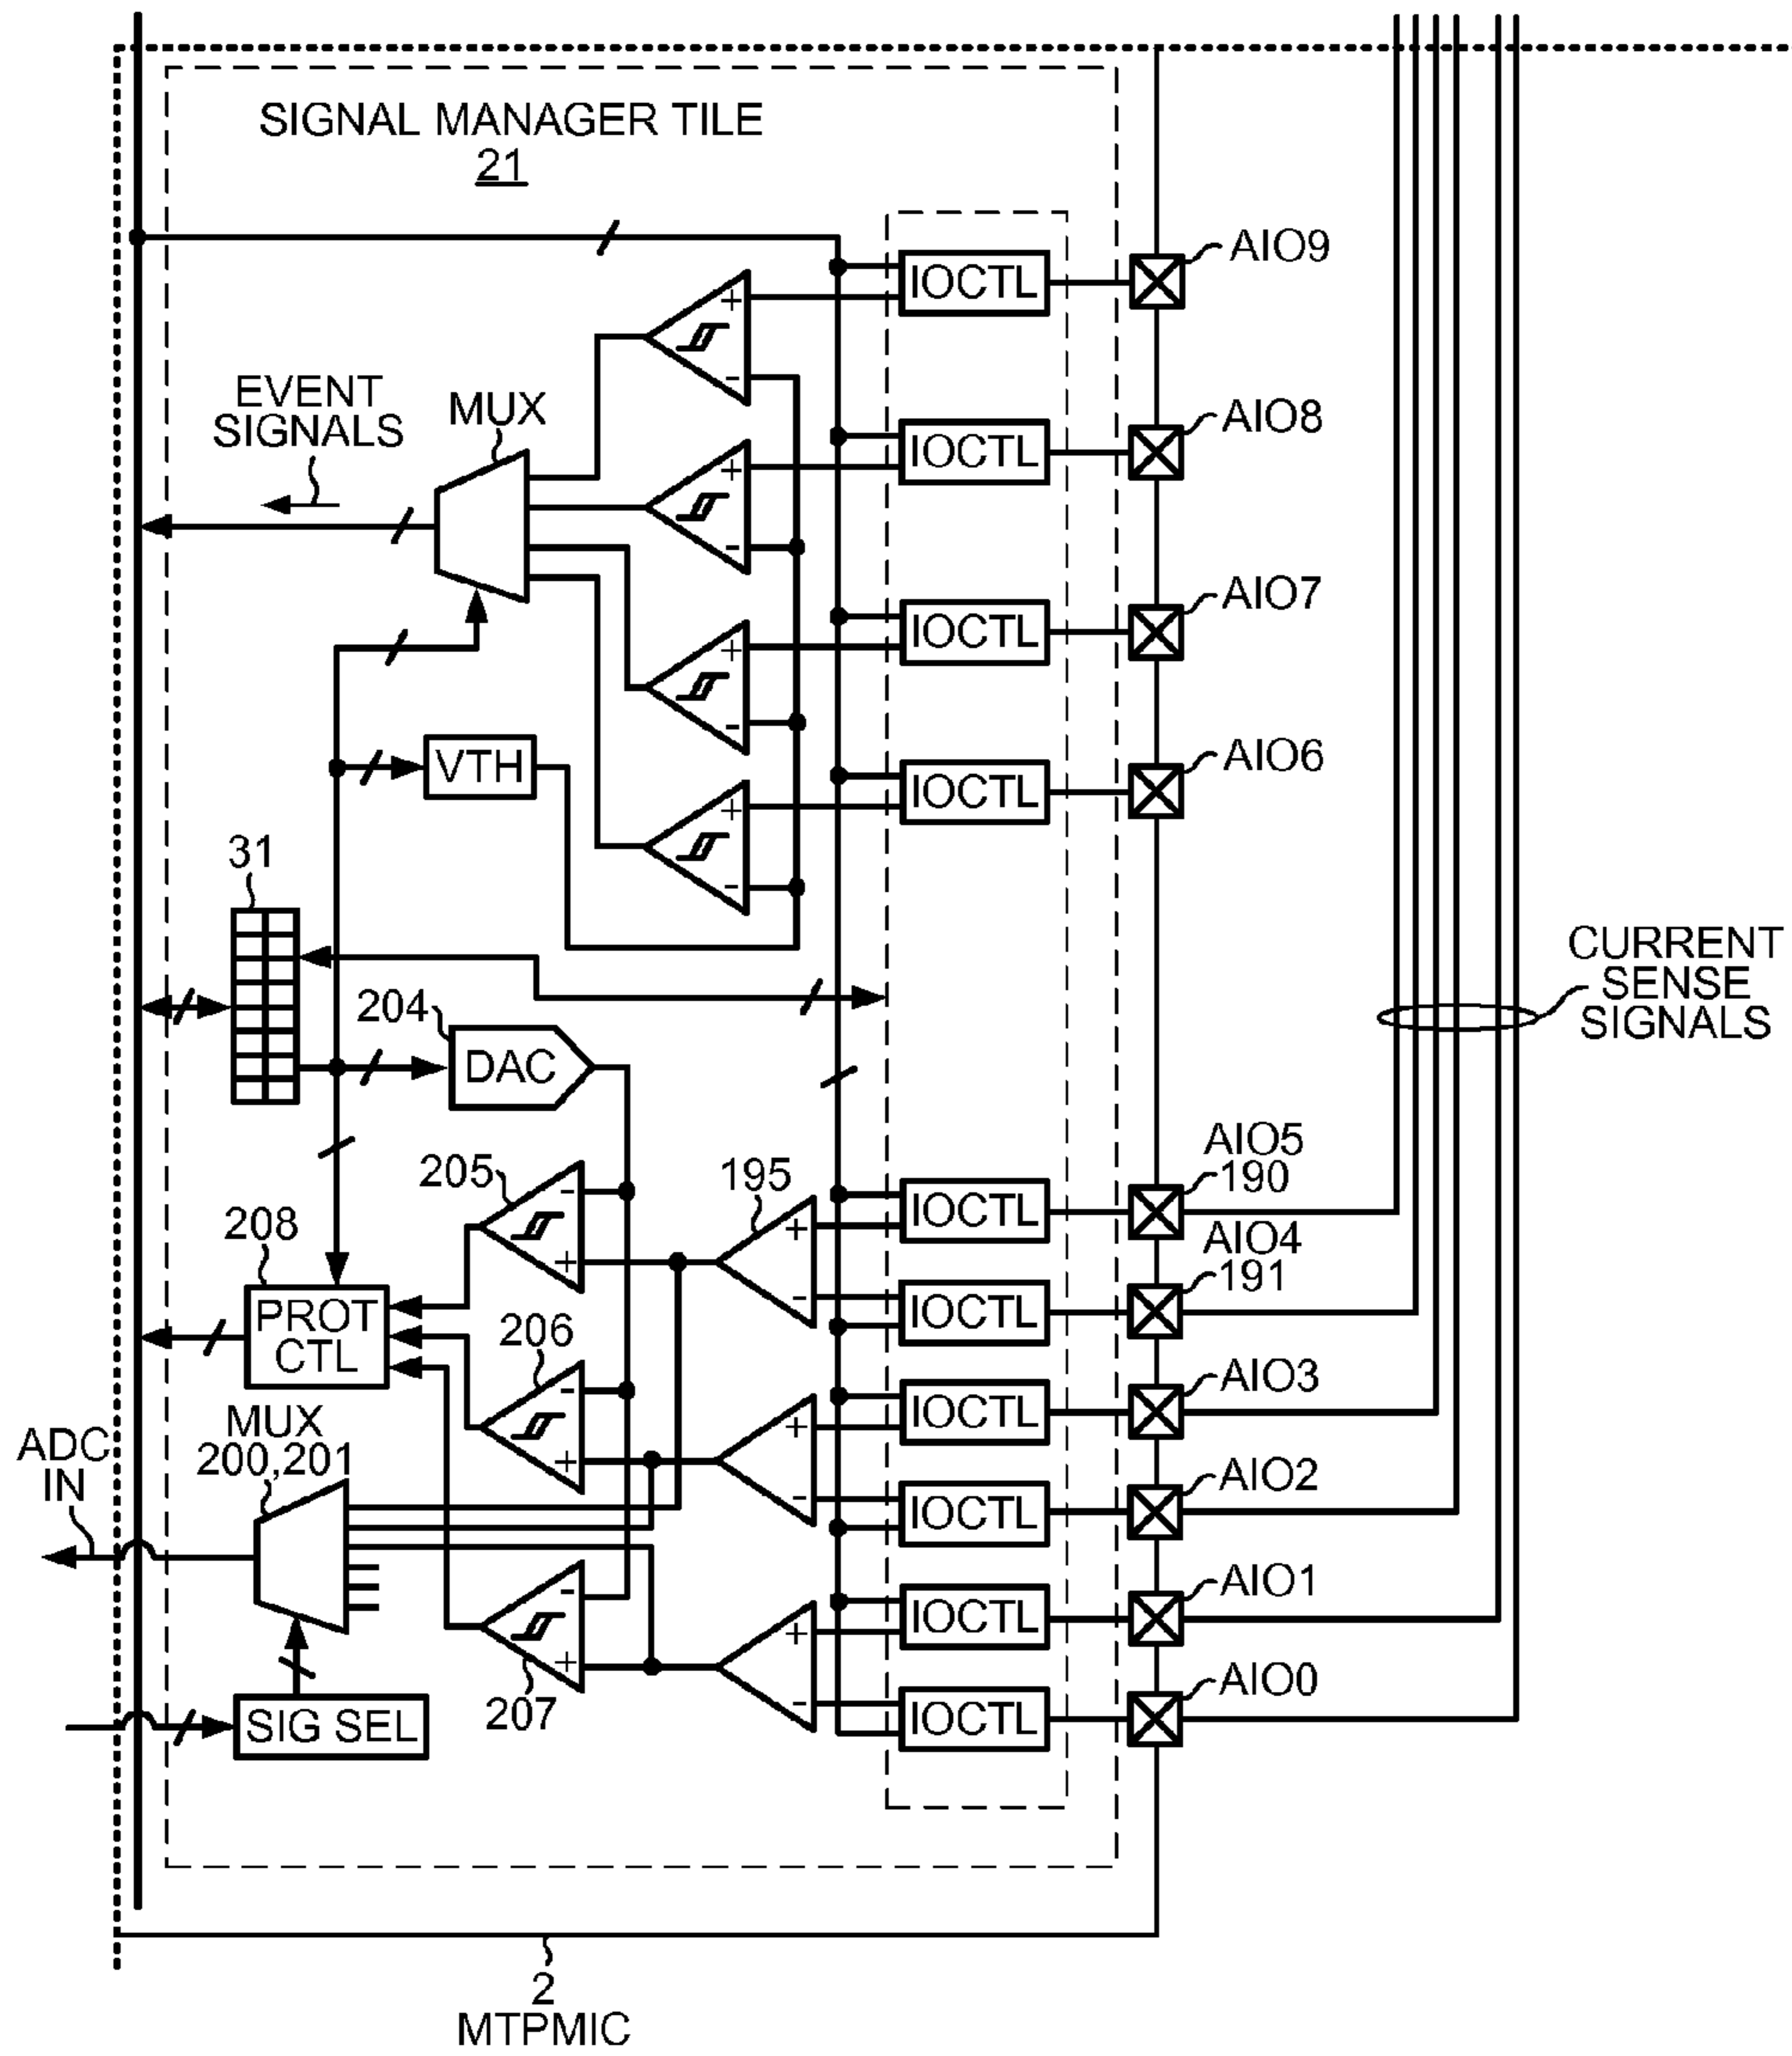 SIGNAL MANAGER TILE
21
AIO9
IOCTL
+
-
EVENT
SIGNALS
MUX
AIO8
IOCTL
+
-
AIO7
IOCTL
+
-
AIO6
IOCTL
VTH
+
-
31
CURRENT
SENSE
SIGNALS
204
DAC
AIO5
190
IOCTL
195
+
-
205
-
+
AIO4
191
IOCTL
208
PROT
CTL
206
-
+
AIO3
IOCTL
+
-
MUX
200,201
ADC
IN
AIO2
IOCTL
AIO1
IOCTL
+
-
-
+
207
AIO0
IOCTL
SIG SEL
2
MTPMIC